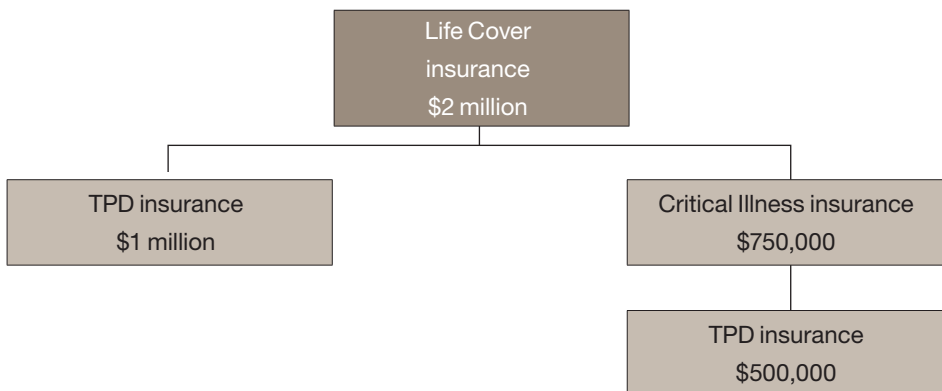 Life Cover
insurance
$2 million
TPD insurance
$1 million
Critical Illness insurance
$750,000
TPD insurance
$500,000